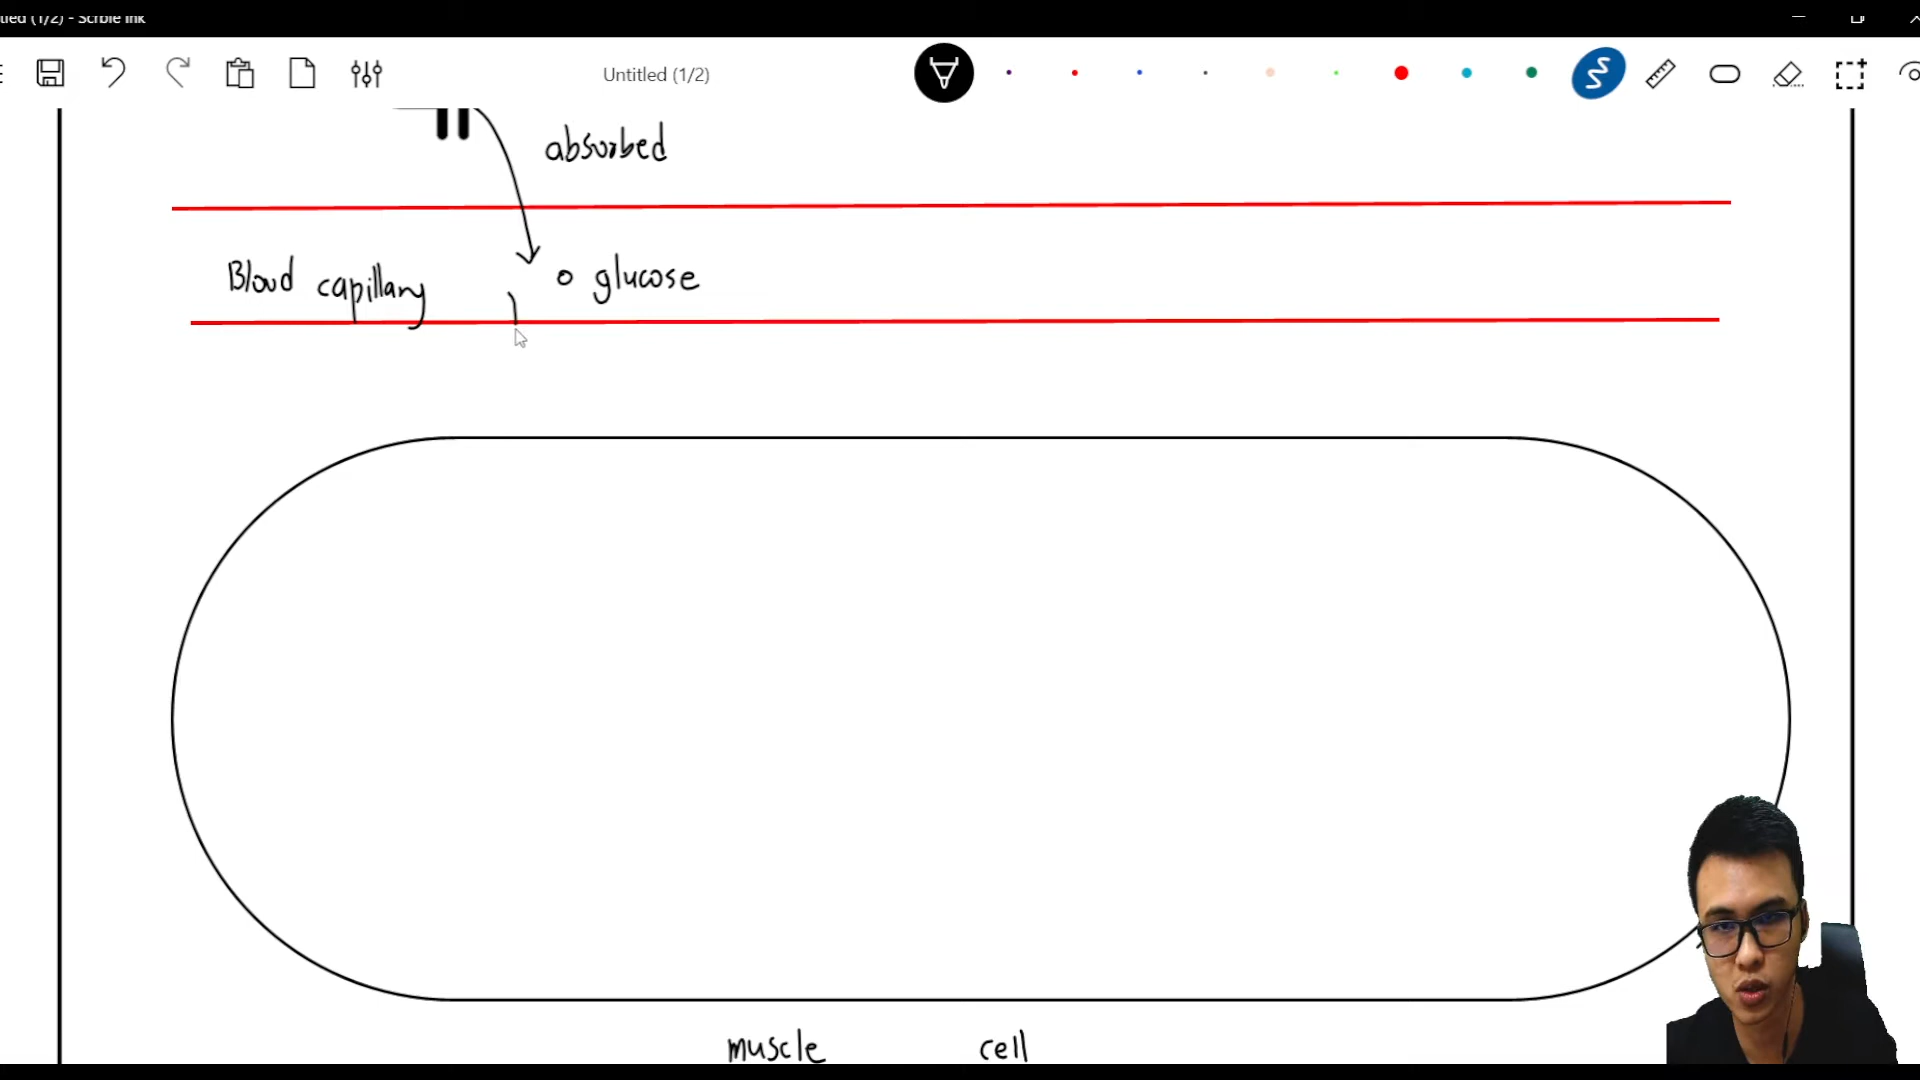 Untitled (1/2)
absorbed
Blood capillary
glucose
muscle cell